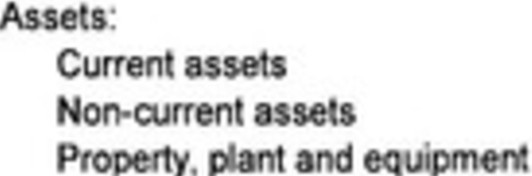 Assets:
Current assets
Non-current assets
Property, plant and equipment